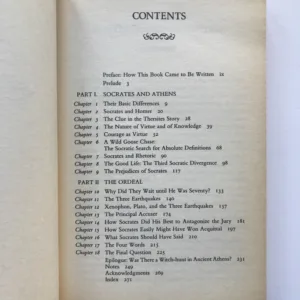 CONTENTS
Preface: How This Book Came to Be Written ix
Prelude 3
PART I. SOCRATES AND ATHENS
Chapter 1 Their Basic Differences 9
Chapter 2 Socrates and Homer
Chapter 3 The Clue in the Thersites Story
Chapter 4 The Nature of Virtue and of Knowledge 39
Chapter 5 Courage as Virtue
Chapter 6 A Wild Goose Chase:
The Socratic Search for Absolute Definitions 68
Chapter 7 Socrates and Rhetoric 90
Chapter 8 The Good Life: The Third Socratic Divergence 98
Chapter 9 The Prejudices of Socrates 117
PART II THE ORDEAL
Chapter 10 Why Did They Wait until He Was Seventy? 133
Chapter 11 The Three Earthquakes 140
Chapter 12 Xenophon, Plato, and the Three Earthquakes 157
Chapter 13 The Principal Accuser 174
Chapter 14 How Socrates Did His Best to Antagonize the Jury 181
Chapter 15 How Socrates Easily Might Have Won Acquittal 197
Chapter 16 What Socrates Should Have Said 210
Chapter 17 The Four Words 215
Chapter 18 The Final Question 225
Epilogue: Was There a Witch-hunt in Ancient Athens? 231
Notes 249
Acknowledgments
Index